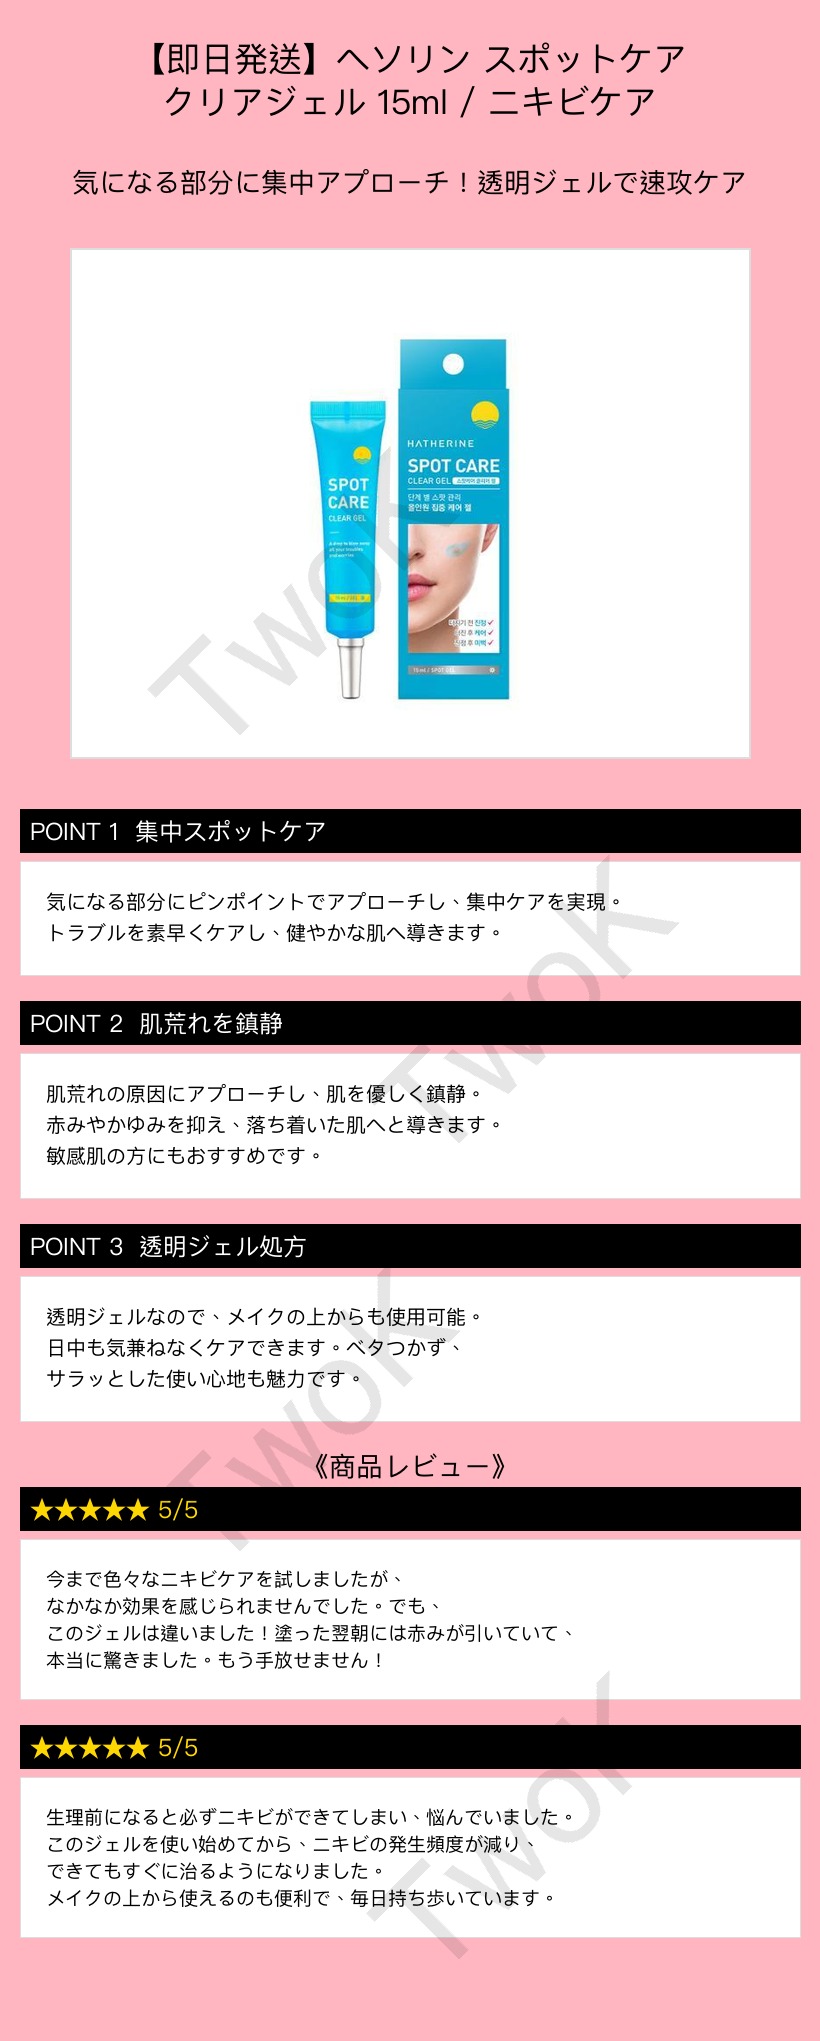 【即日発送】ヘソリン スポットケア
クリアジェル 15ml / ニキビケア
気になる部分に集中アプローチ！透明ジェルで速攻ケア
SPOT
CARE
CLEAR GEL
HATHERINE
SPOT CARE
CLEAR GEL
단계 별 스팟 관리
올인원 집중 케어 젤
15ml / SPOT GEL
TwoK
POINT 1 集中スポットケア
気になる部分にピンポイントでアプローチし、集中ケアを実現。
トラブルを素早くケアし、健やかな肌へ導きます。
TwoK
POINT 2 肌荒れを鎮静
肌荒れの原因にアプローチし、肌を優しく鎮静。
赤みやかゆみを抑え、落ち着いた肌へと導きます。
敏感肌の方にもおすすめです。
POINT 3 透明ジェル処方
透明ジェルなので、メイクの上からも使用可能。
日中も気兼ねなくケアできます。ベタつかず、
サラッとした使い心地も魅力です。
TwoK
《商品レビュー》
★★★★★ 5/5
今まで色々なニキビケアを試しましたが、
なかなか効果を感じられませんでした。でも、
このジェルは違いました！塗った翌朝には赤みが引いていて、
本当に驚きました。もう手放せません！
★★★★★ 5/5
生理前になると必ずニキビができてしまい、悩んでいました。
このジェルを使い始めてから、ニキビの発生頻度が減り、
できてもすぐに治るようになりました。
メイクの上から使えるのも便利で、毎日持ち歩いています。
TwoK